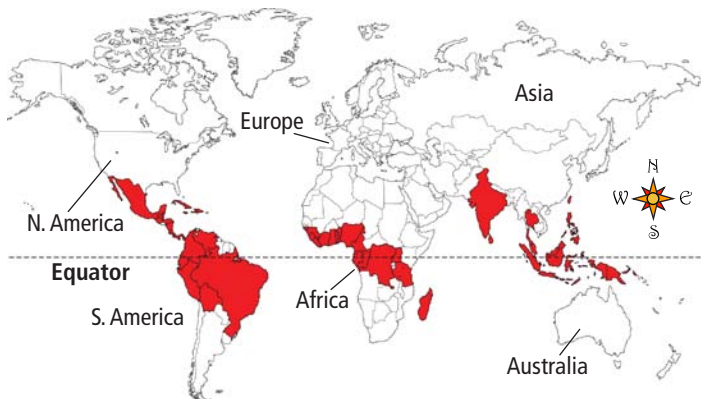 Asia
Europe
N
W E
S
N. America
Equator
Africa
S. America
Australia